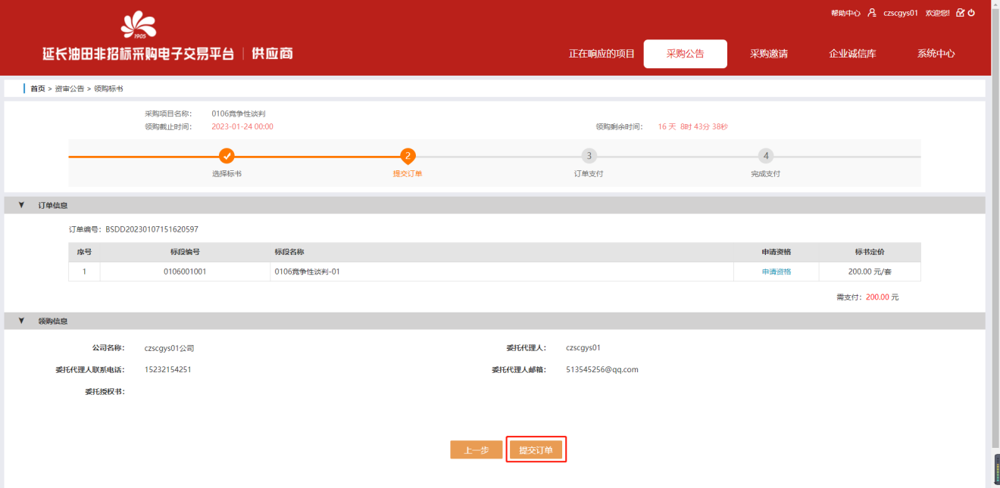 帮助中心 czscgys01 欢迎您!
1905
延长油田非招标采购电子交易平台 | 供应商
正在响应的项目 采购公告 采购邀请 企业诚信库 系统中心
首页 > 资审公告 > 领购标书
采购项目名称: 0106竞争性谈判
领购截止时间: 2023-01-24 00:00 领购剩余时间: 16 天 8时 43分 38秒
2 3 4
选择标书 提交订单 订单支付 完成支付
订单信息
订单编号: BSDD20230107151620597
序号 标段编号 标段名称 申请资格 标书定价
1 0106001001 0106竞争性谈判-01 申请资格 200.00 元/套
需支付: 200.00 元
领购信息
公司名称: czscgys01公司 委托代理人: czscgys01
委托代理人联系电话: 15232154251 委托代理人邮箱: 513545256@qq.com
委托授权书:
上一步 提交订单